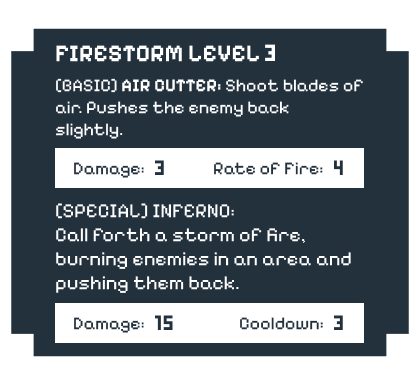 FIRESTORM LEVEL 3
(BASIC) AIR CUTTER: Shoot blades of
air. Pushes the enemy back
slightly.
Damage: 3 Rate of Fire: 4
(SPECIAL) INFERNO:
Call forth a storm of fire,
burning enemies in an area and
pushing them back.
Damage: 15 Cooldown: 3